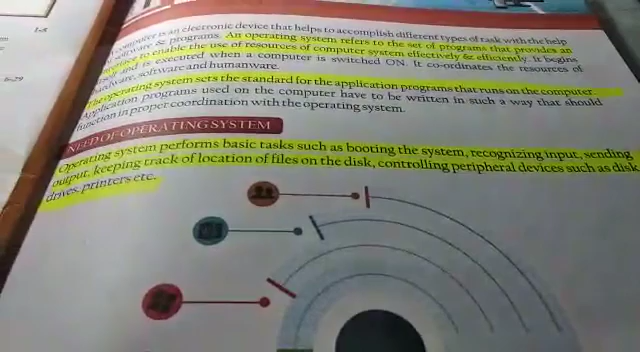 1-5
6-29
computer is an electronic device that helps to accomplish different types of task with the help
of software & programs. An operating system refers to the set of programs that provides an
to enable the use of resources of computer system effectively & efficiently. It begins
and is executed when a computer is switched ON. It co-ordinates the resources of
hardware, software and humanware.
The operating system sets the standard for the application programs that runs on the computer
Application programs used on the computer have to be written in such a way that should
function in proper coordination with the operating system.
NEED OF OPERATING SYSTEM
Operating system performs basic tasks such as booting the system, recognizing input, sending
output, keeping track of location of files on the disk, controlling peripheral devices such as disk
drives, printers etc.